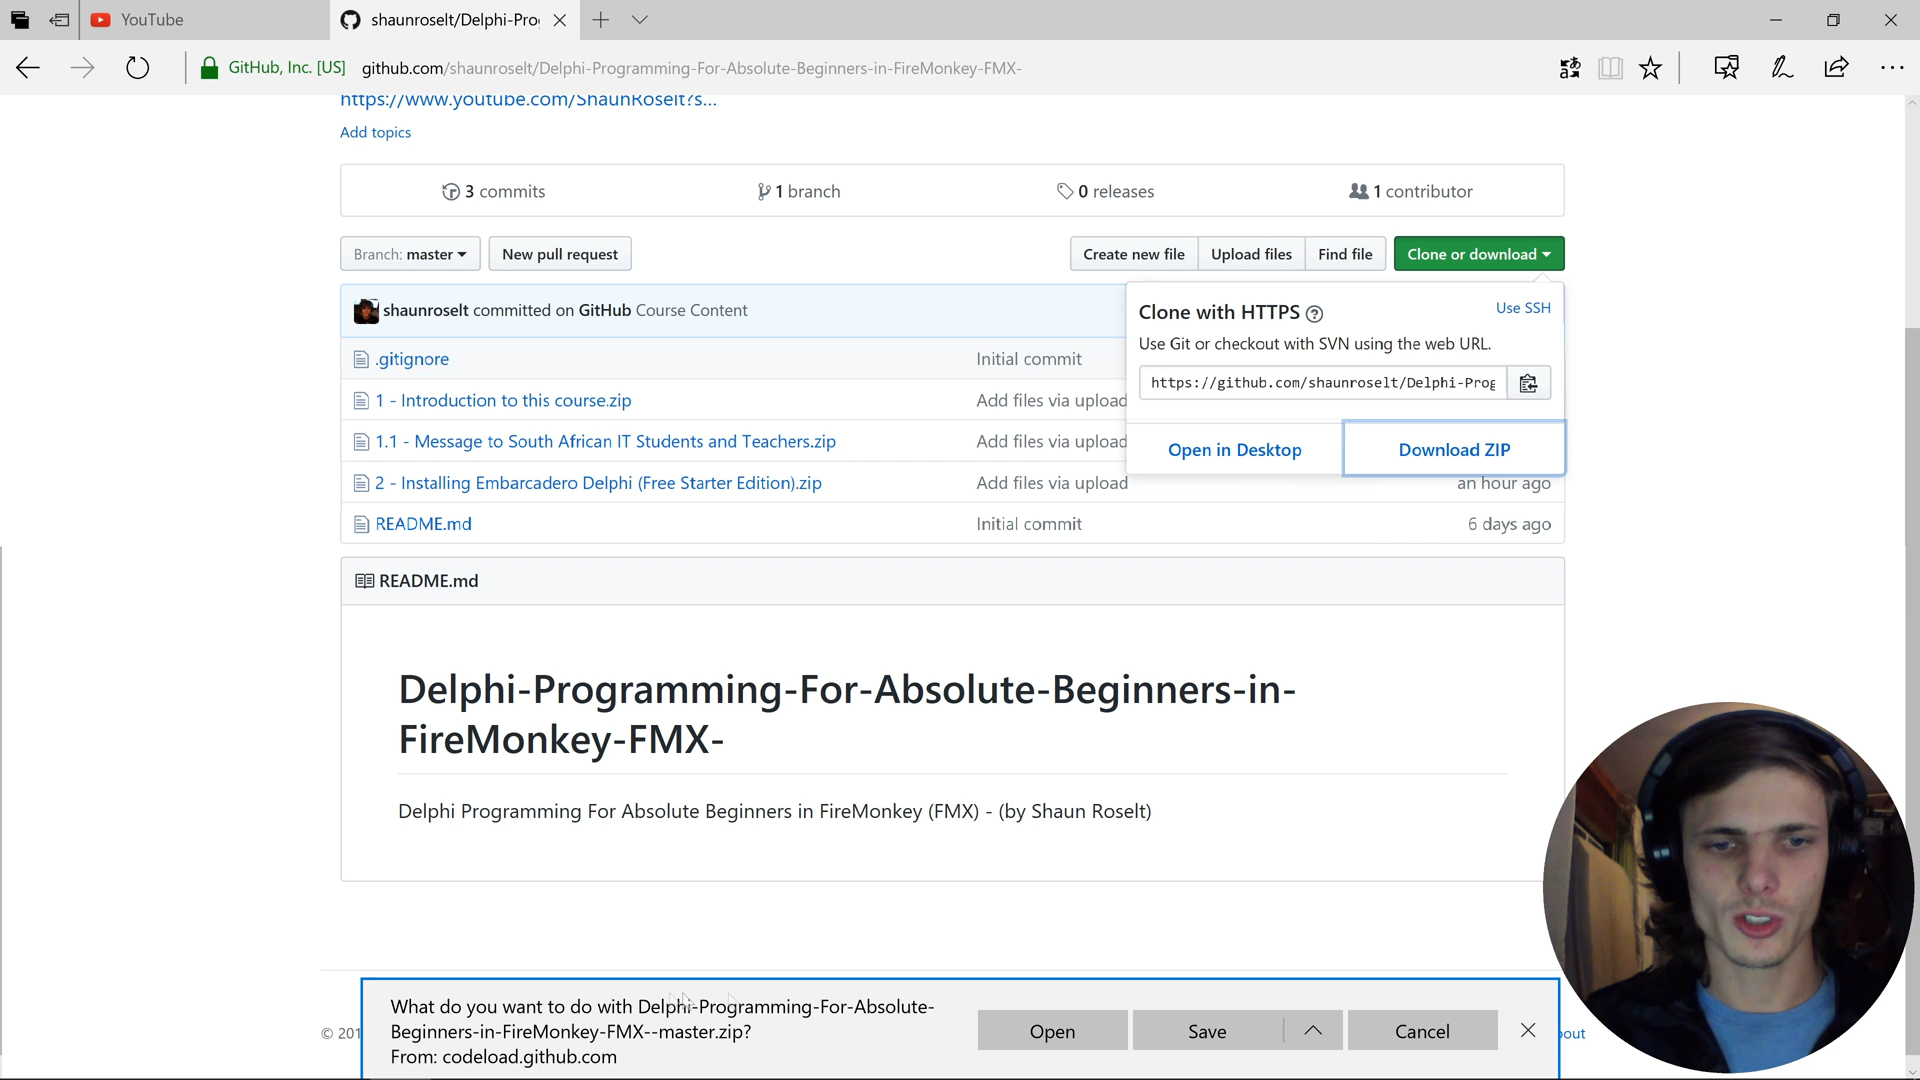 YouTube
shaunroselt/Delphi-Pro
GitHub, Inc. [US] github.com/shaunroselt/Delphi-Programming-For-Absolute-Beginners-in-FireMonkey-FMX-
https://www.youtube.com/ShaunRoselt?s...
Add topics
3 commits 1 branch 0 releases 1 contributor
Branch: master New pull request Create new file Upload files Find file Clone or download
shaunroselt committed on GitHub Course Content
Clone with HTTPS Use SSH
Use Git or checkout with SVN using the web URL.
https://github.com/shaunroselt/Delphi-Prog
Open in Desktop Download ZIP
.gitignore Initial commit
1 - Introduction to this course.zip Add files via upload
1.1 - Message to South African IT Students and Teachers.zip Add files via upload
2 - Installing Embarcadero Delphi (Free Starter Edition).zip Add files via upload an hour ago
README.md Initial commit 6 days ago
README.md
Delphi-Programming-For-Absolute-Beginners-in-
FireMonkey-FMX-
Delphi Programming For Absolute Beginners in FireMonkey (FMX) - (by Shaun Roselt)
What do you want to do with Delphi-Programming-For-Absolute-
Beginners-in-FireMonkey-FMX--master.zip?
From: codeload.github.com
Open Save Cancel
© 201
bout